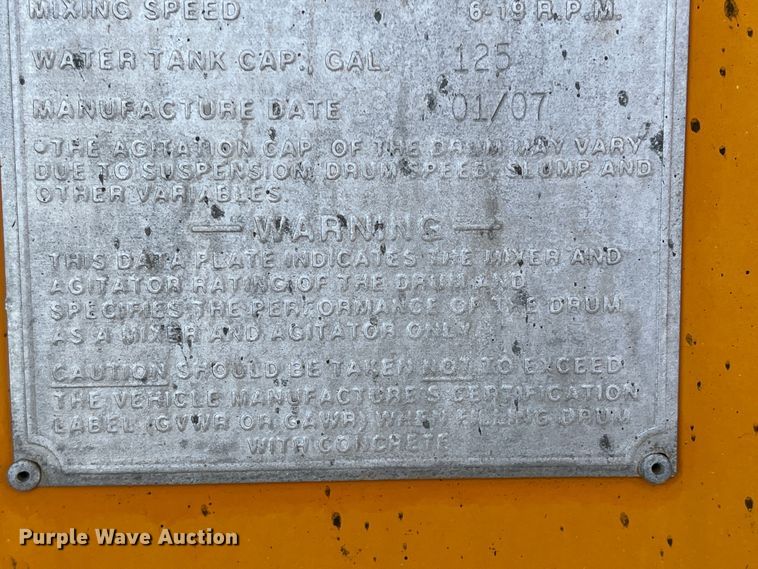 MIXING SPEED 6-19 R.P.M.
WATER TANK CAP., GAL. 125
MANUFACTURE DATE 01/07
•THE AGITATION CAP. OF THE DRUM MAY VARY
DUE TO SUSPENSION, DRUM SPEED, SLUMP AND
OTHER VARIABLES.
— WARNING —
THIS DATA PLATE INDICATES THE MIXER AND
AGITATOR RATING OF THE DRUM AND
SPECIFIES THE PERFORMANCE OF THE DRUM
AS A MIXER AND AGITATOR ONLY
CAUTION SHOULD BE TAKEN NOT TO EXCEED
THE VEHICLE MANUFACTURE'S CERTIFICATION
LABEL (GVWR OR GAWR) WHEN FILLING DRUM
WITH CONCRETE
Purple Wave Auction